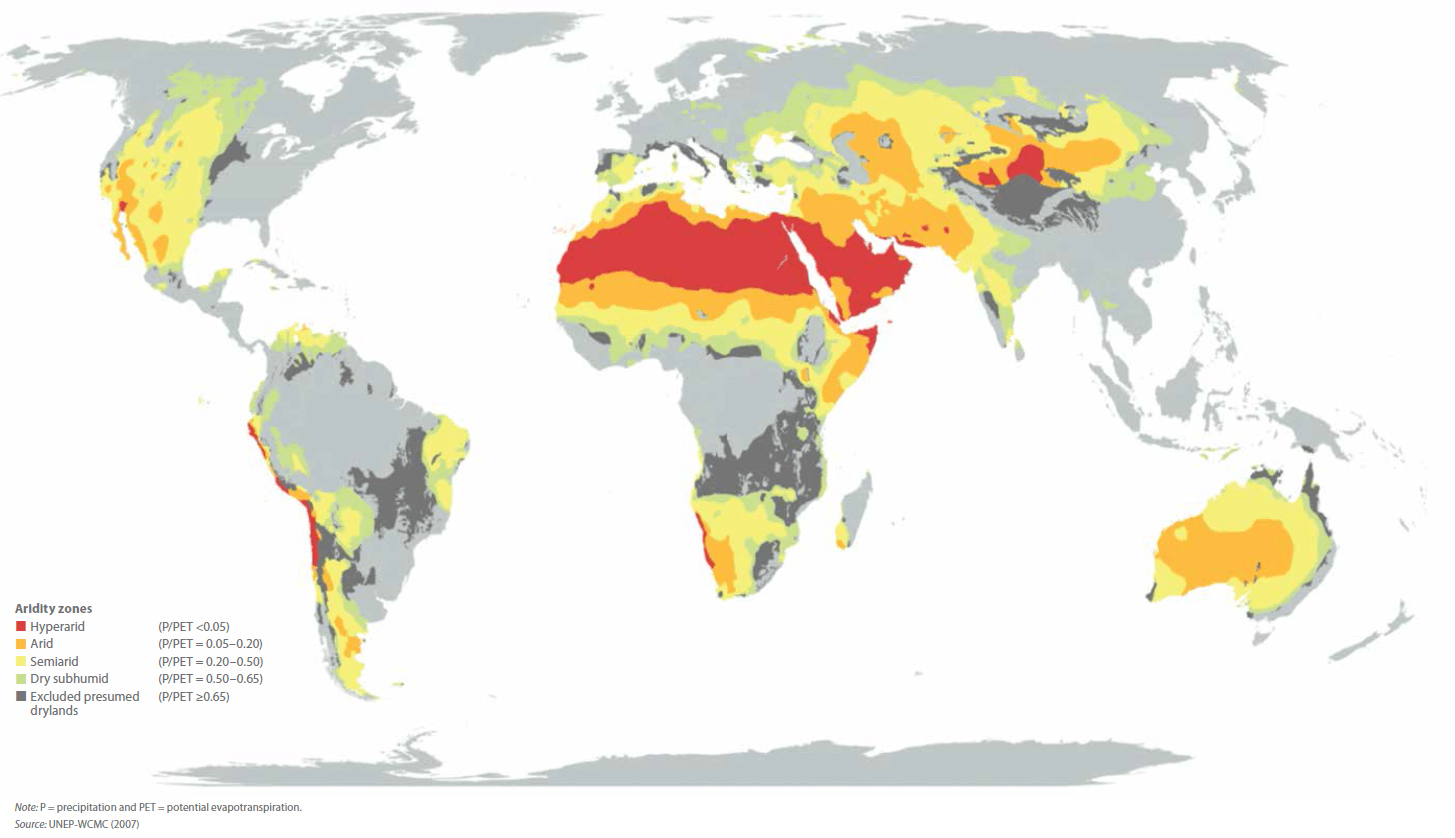 Aridity zones
Hyperarid (P/PET <0.05)
Arid (P/PET = 0.05–0.20)
Semiarid (P/PET = 0.20–0.50)
Dry subhumid (P/PET = 0.50–0.65)
Excluded presumed (P/PET ≥0.65)
drylands
Note: P = precipitation and PET = potential evapotranspiration.
Source: UNEP-WCMC (2007)